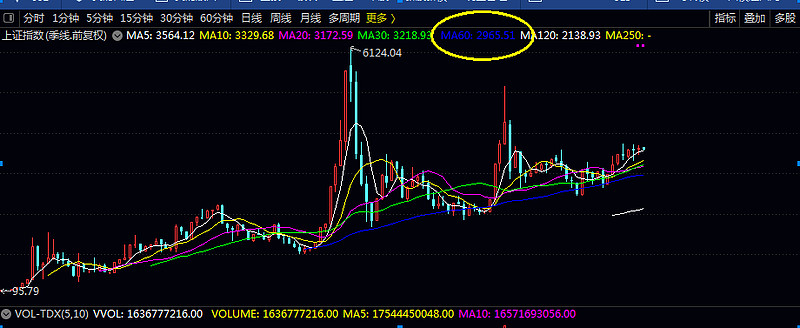 分时 1分钟 5分钟 15分钟 30分钟 60分钟 日线 周线 月线 多周期 更多 〉 指标 叠加 多股
上证指数(季线.前复权) MA5: 3564.12 MA10: 3329.68 MA20: 3172.59 MA30: 3218.93 MA60: 2965.51 MA120: 2138.93 MA250: -
6124.04
95.79
VOL-TDX(5,10) VVOL: 1636777216.00 VOLUME: 1636777216.00 MA5: 17544450048.00 MA10: 16571693056.00